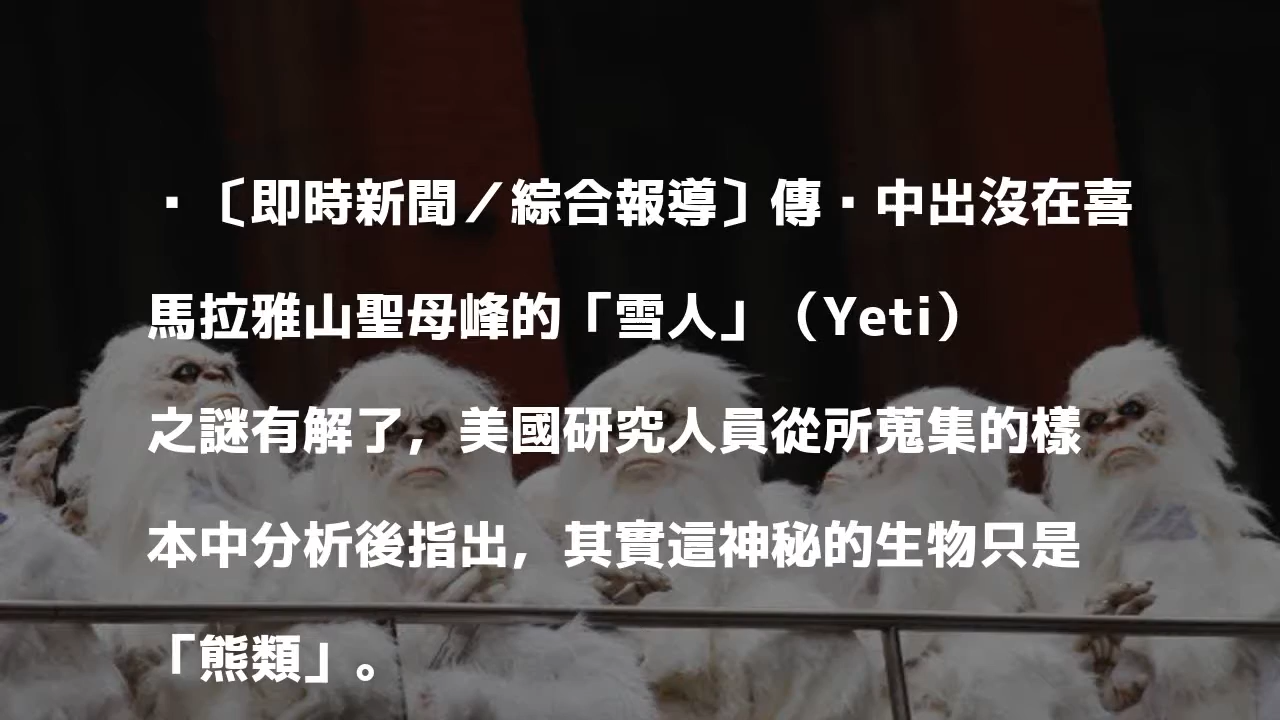 ▪〔即時新聞／綜合報導〕傳▪中出沒在喜
馬拉雅山聖母峰的「雪人」（Yeti）
之謎有解了，美國研究人員從所蒐集的樣
本中分析後指出，其實這神秘的生物只是
「熊類」。